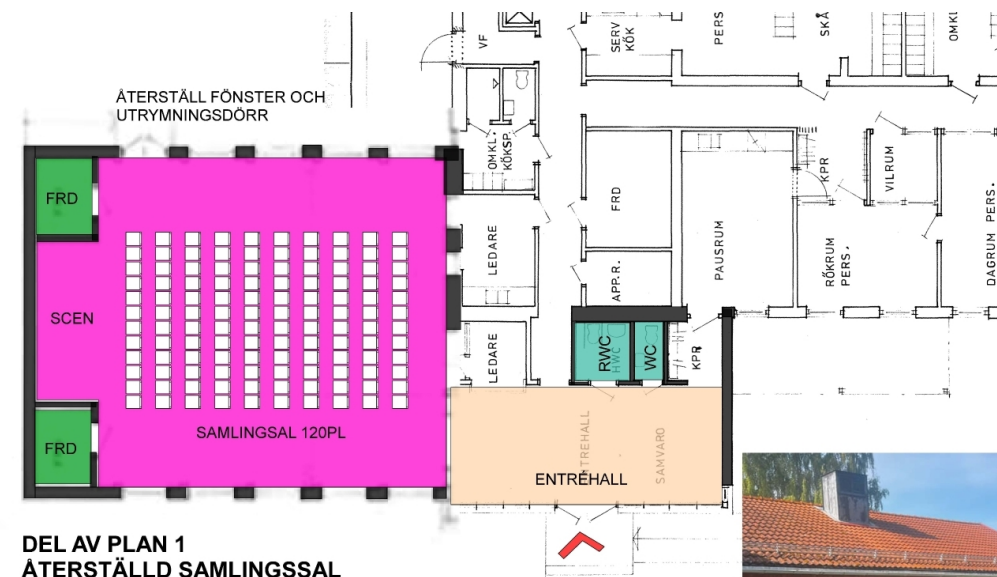 VF
SERV
KÖK
PERS
SKÅ
OMKL
ÅTERSTÄLL FÖNSTER OCH
UTRYMNINGSDÖRR
OMKL.
KÖKSP.
FRD
FRD
KPR
VILRUM
LEDARE
PAUSRUM
RÖKRUM
PERS.
DAGRUM PERS.
APP.R.
SCEN
LEDARE
RWC
HWC
WC
KPR
SAMLINGSAL 120PL
FRD
ENTREHALL
SAMVARO
ENTREHALL
DEL AV PLAN 1
ÅTERSTÄLLD SAMLINGSSAL